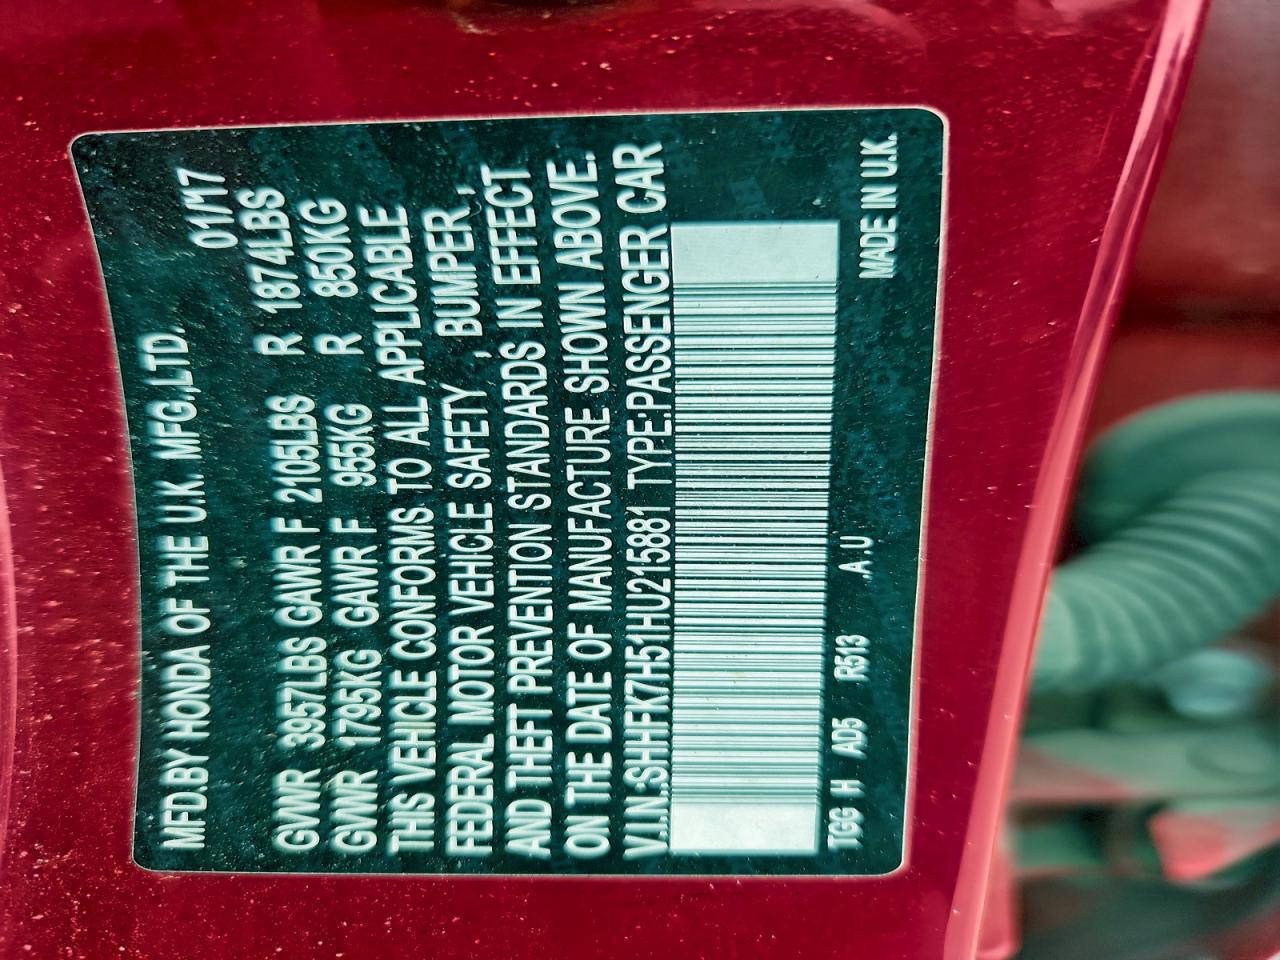 MFD.BY HONDA OF THE U.K. MFG.,LTD. 01/17
GVWR 3957LBS GAWR F 2105LBS R 1874LBS
GVWR 1795KG GAWR F 955KG R 850KG
THIS VEHICLE CONFORMS TO ALL APPLICABLE
FEDERAL MOTOR VEHICLE SAFETY , BUMPER ,
AND THEFT PREVENTION STANDARDS IN EFFECT
ON THE DATE OF MANUFACTURE SHOWN ABOVE.
V.I.N.:SHHFK7H51HU215881 TYPE:PASSENGER CAR
TGG H AD5 R513 .A .U MADE IN U.K.